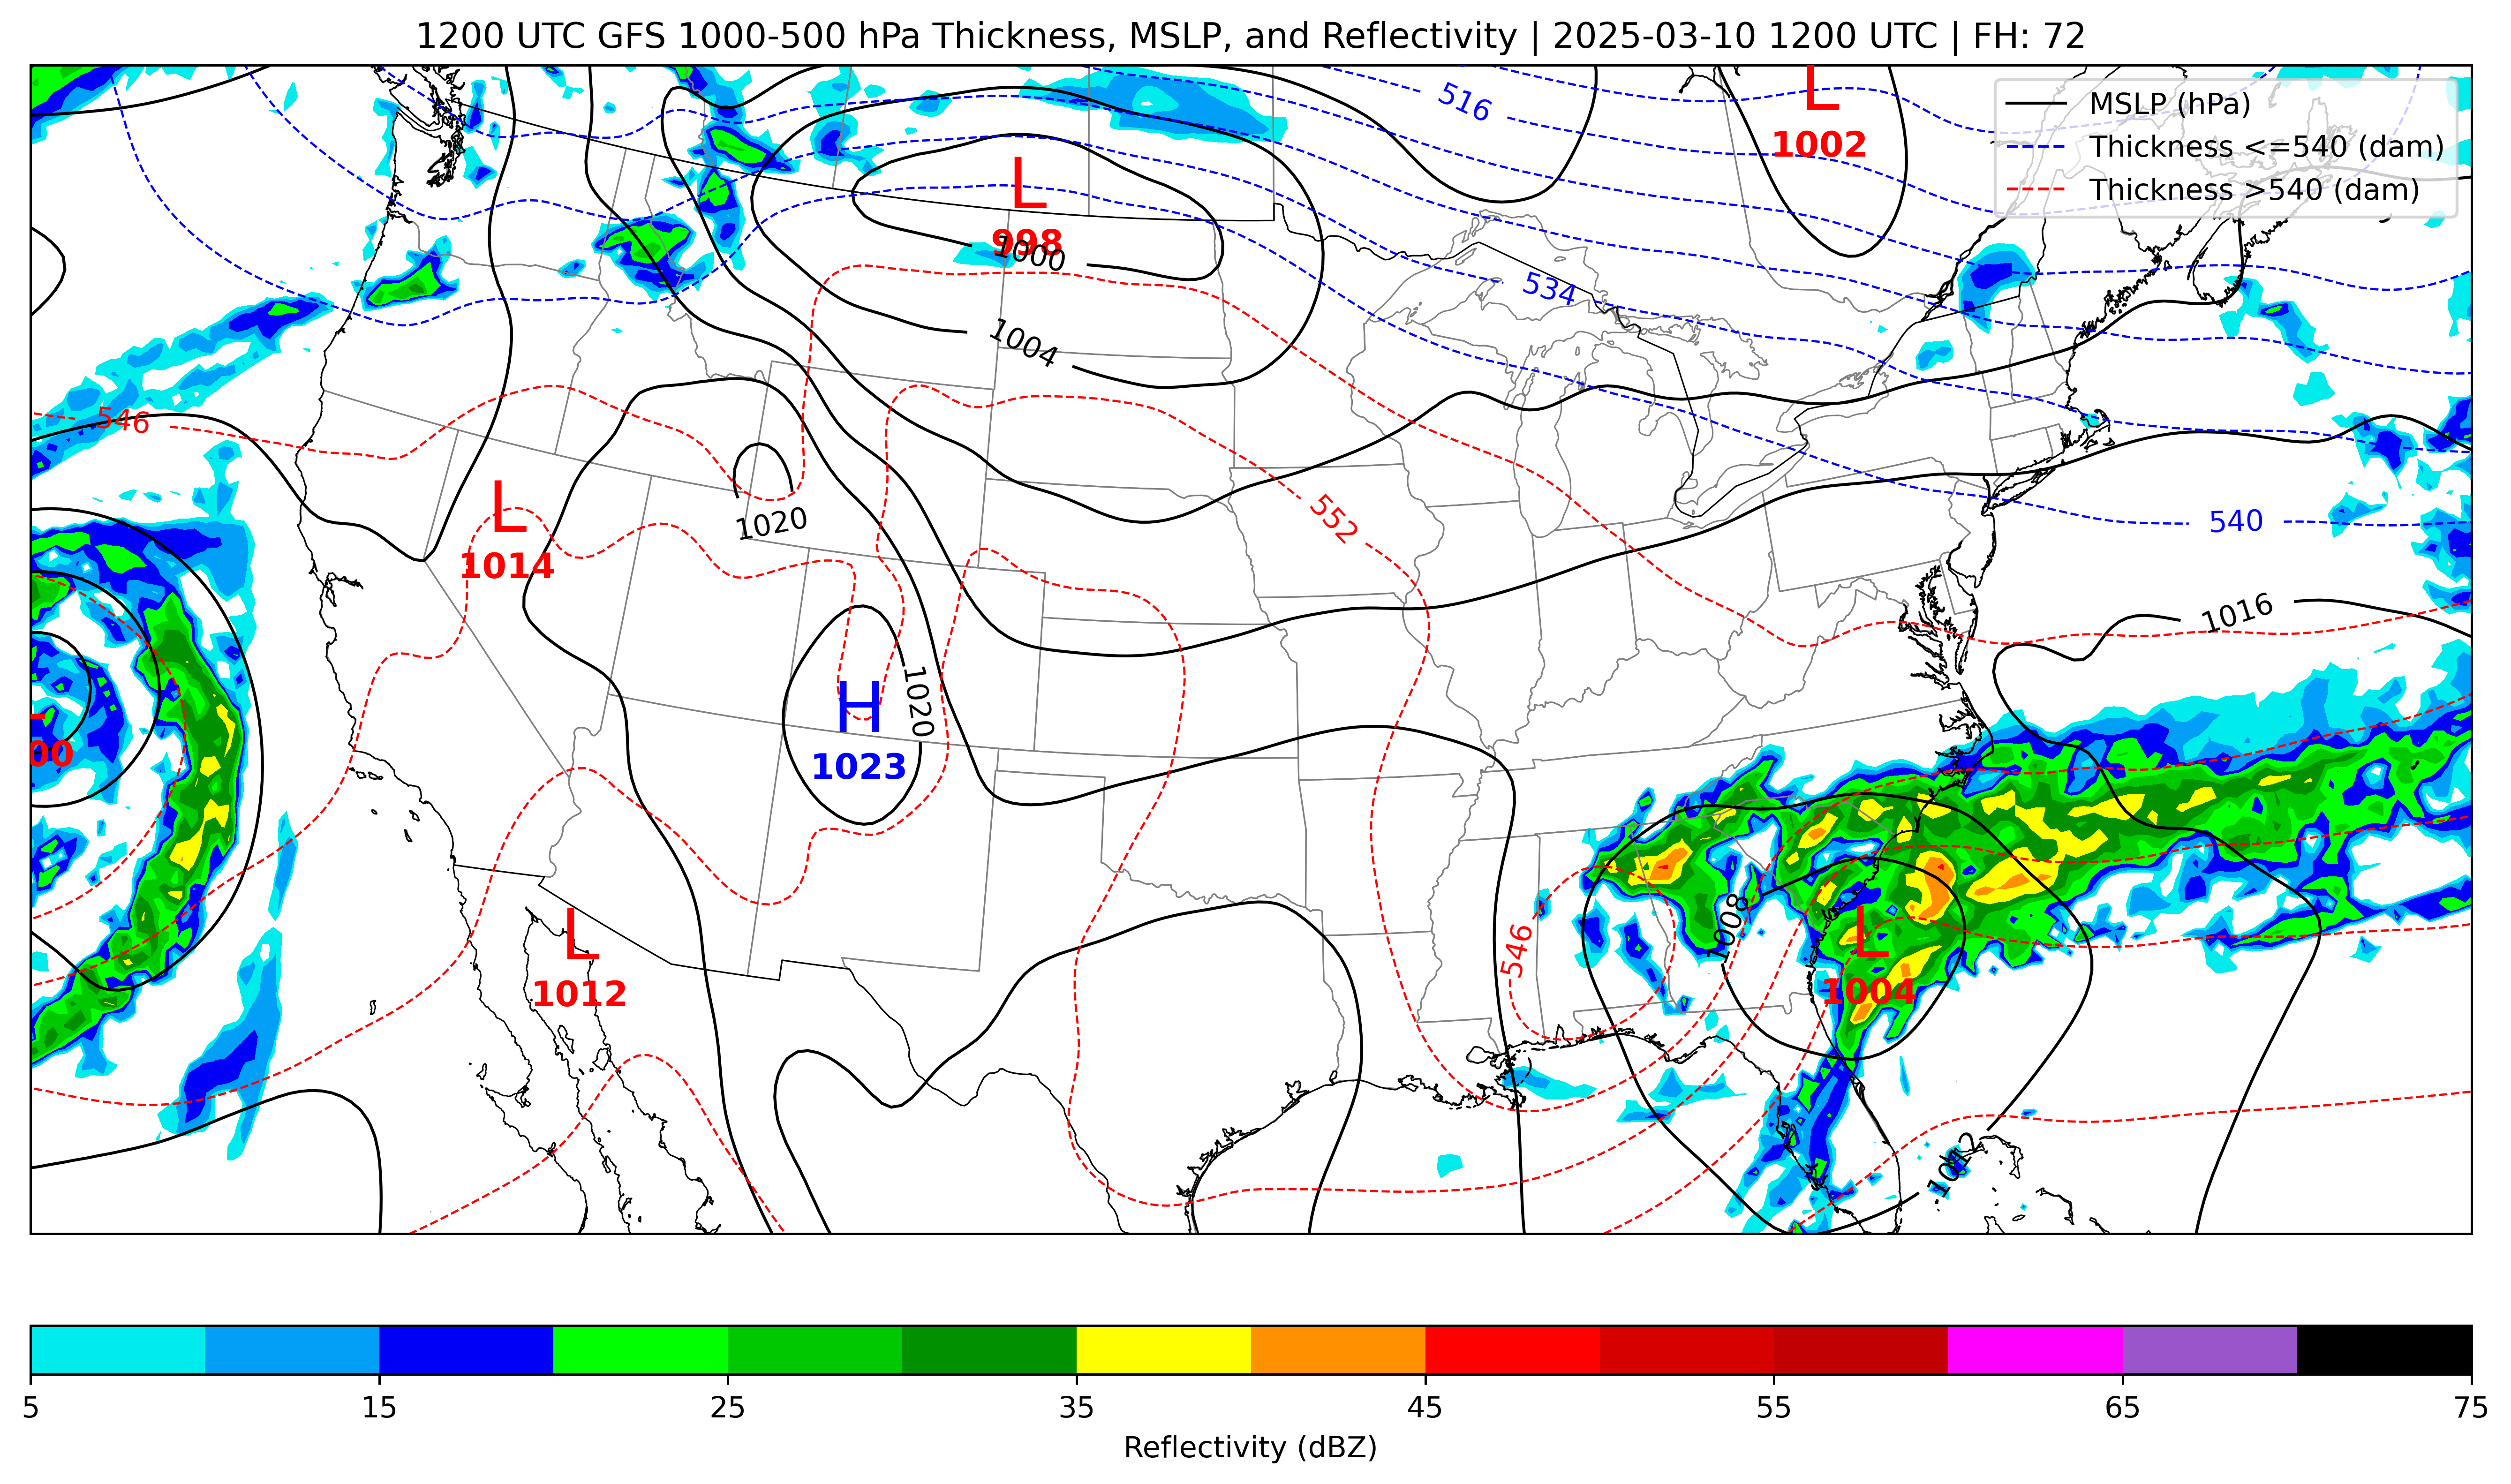 1200 UTC GFS 1000-500 hPa Thickness, MSLP, and Reflectivity | 2025-03-10 1200 UTC | FH: 72
MSLP (hPa)
Thickness <=540 (dam)
Thickness >540 (dam)
516
L
1002
L
998
1000
534
1004
546
L
1014
1020
552
540
1016
H
1023
1020
00
1008
546
L
1004
L
1012
1012
5 15 25 35 45 55 65 75
Reflectivity (dBZ)